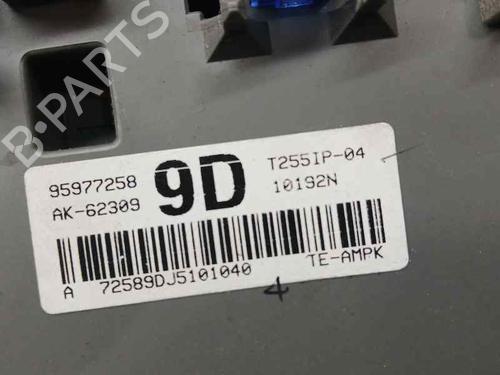 B-PARTS
95977258 9D T255IP-04
AK-62309 10192N
A 72589DJ5101040 TE-AMPK
4